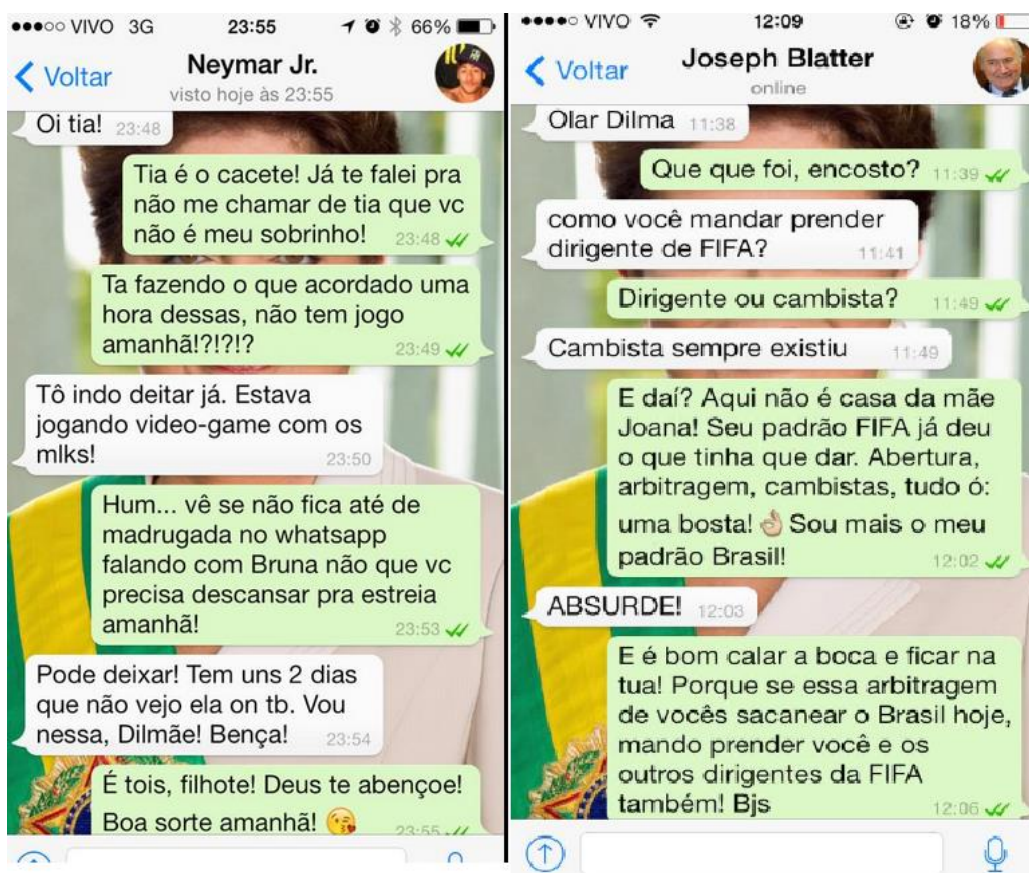 VIVO 3G 23:55 66%
Voltar
Neymar Jr.
visto hoje às 23:55
Oi tia! 23:48
Tia é o cacete! Já te falei pra
não me chamar de tia que vc
não é meu sobrinho! 23:48
Ta fazendo o que acordado uma
hora dessas, não tem jogo
amanhã!?!?!? 23:49
Tô indo deitar já. Estava
jogando video-game com os
mlks! 23:50
Hum... vê se não fica até de
madrugada no whatsapp
falando com Bruna não que vc
precisa descansar pra estreia
amanhã! 23:53
Pode deixar! Tem uns 2 dias
que não vejo ela on tb. Vou
nessa, Dilmãe! Bença! 23:54
É tois, filhote! Deus te abençoe!
Boa sorte amanhã! 😘 23:55
VIVO 12:09 18%
Voltar
Joseph Blatter
online
Olar Dilma 11:38
Que que foi, encosto? 11:39
como você mandar prender
dirigente de FIFA? 11:41
Dirigente ou cambista? 11:49
Cambista sempre existiu 11:49
E daí? Aqui não é casa da mãe
Joana! Seu padrão FIFA já deu
o que tinha que dar. Abertura,
arbitragem, cambistas, tudo ó:
uma bosta! 👌 Sou mais o meu
padrão Brasil! 12:02
ABSURDE! 12:03
E é bom calar a boca e ficar na
tua! Porque se essa arbitragem
de vocês sacanear o Brasil hoje,
mando prender você e os
outros dirigentes da FIFA
também! Bjs 12:06